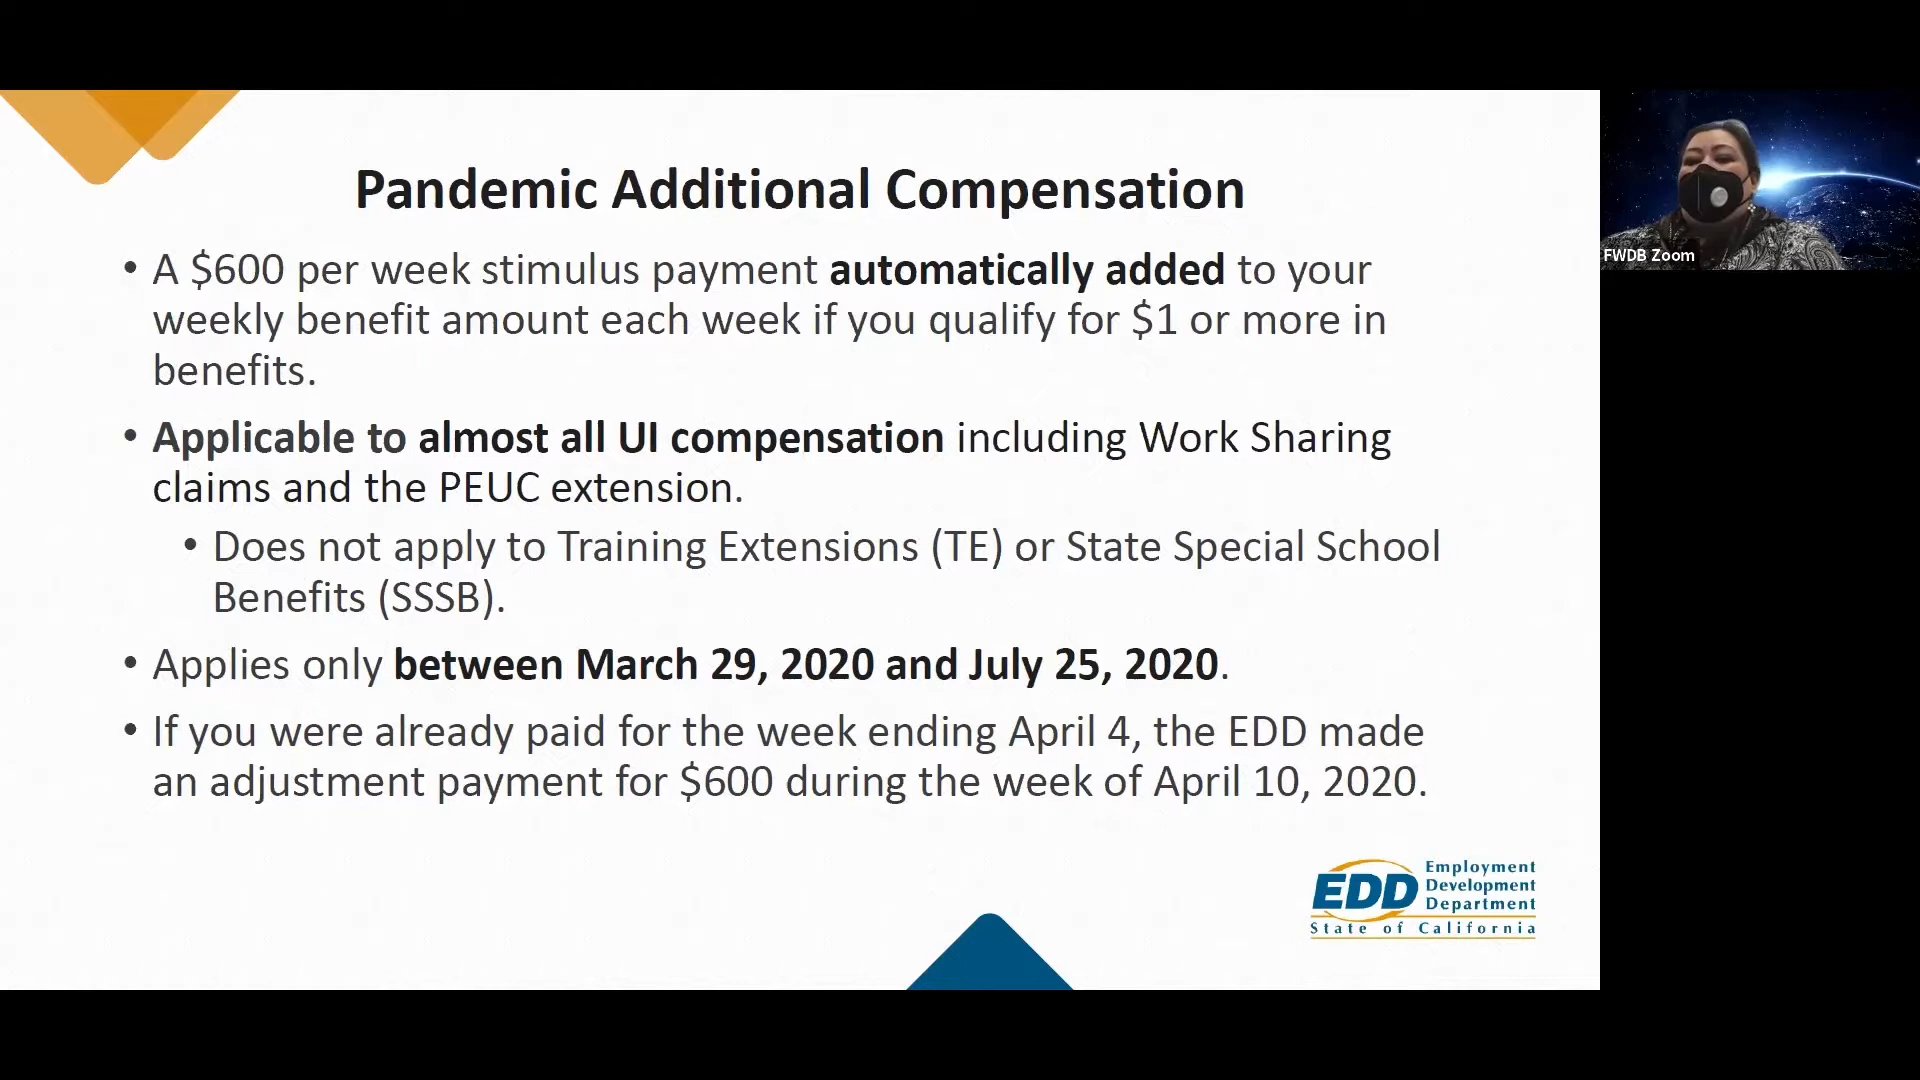 Pandemic Additional Compensation
• A $600 per week stimulus payment automatically added to your
weekly benefit amount each week if you qualify for $1 or more in
benefits.
• Applicable to almost all UI compensation including Work Sharing
claims and the PEUC extension.
• Does not apply to Training Extensions (TE) or State Special School
Benefits (SSSB).
• Applies only between March 29, 2020 and July 25, 2020.
• If you were already paid for the week ending April 4, the EDD made
an adjustment payment for $600 during the week of April 10, 2020.
EDD
Employment
Development
Department
State of California
FWDB Zoom